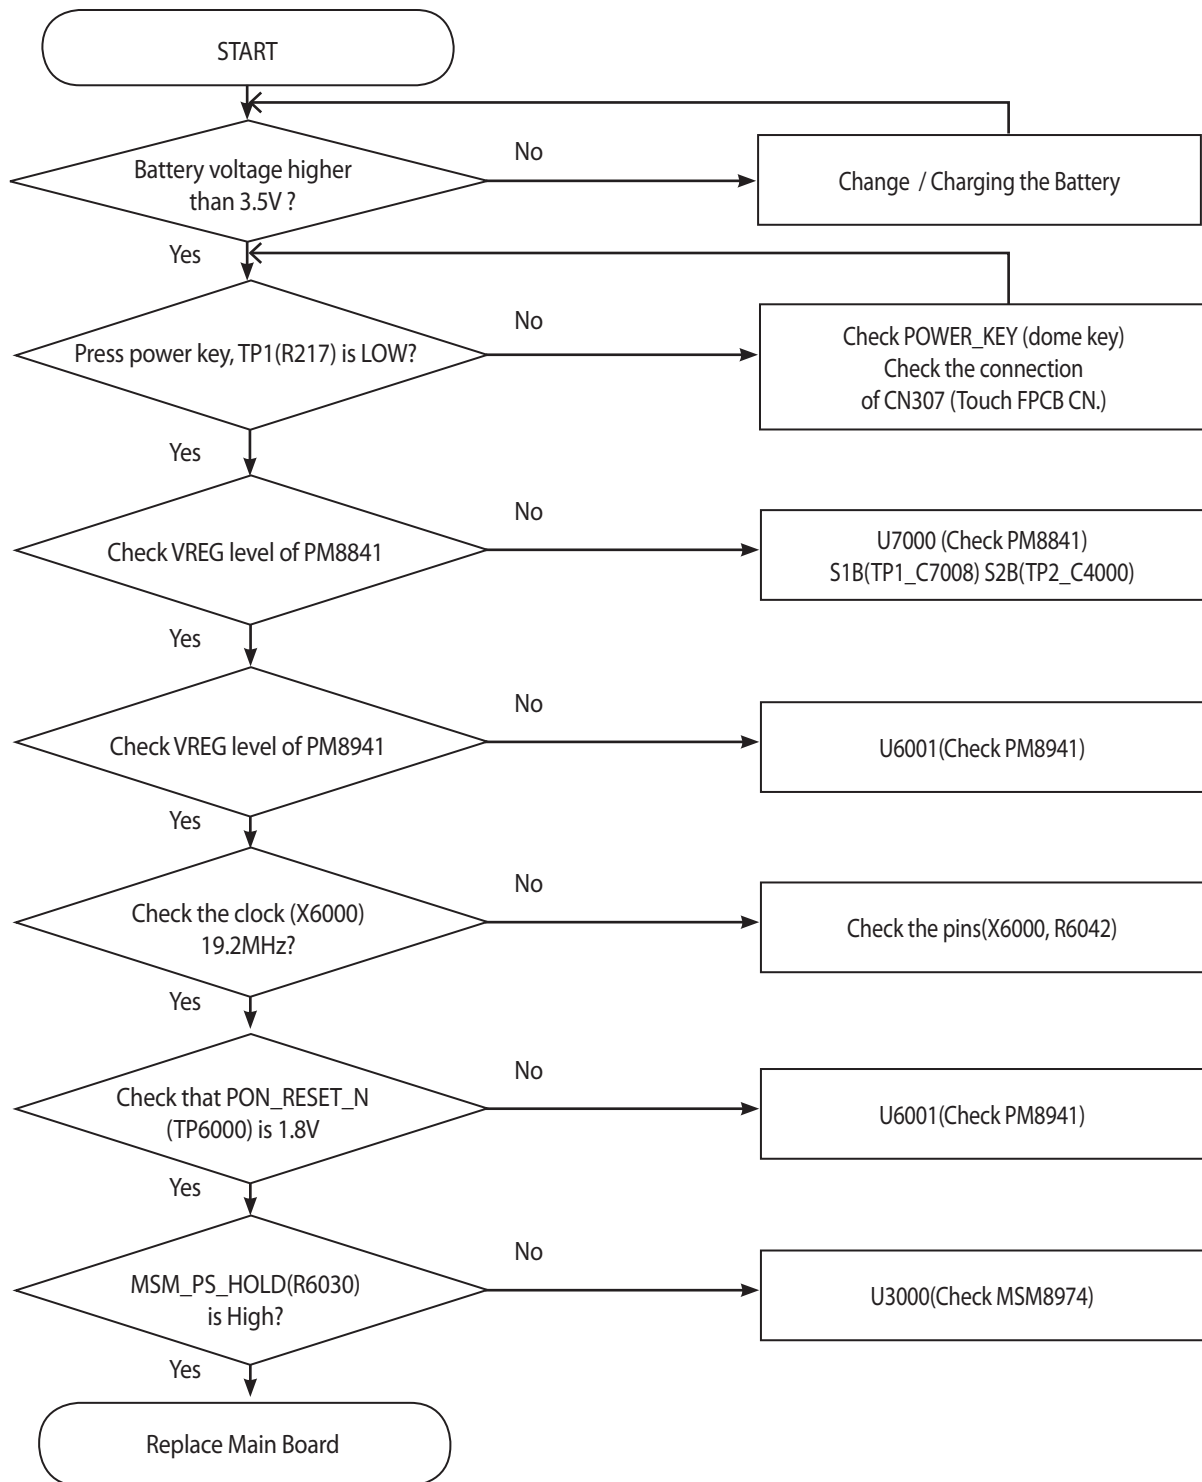 START
Battery voltage higher
than 3.5V ?
No
Change / Charging the Battery
Yes
Press power key, TP1(R217) is LOW?
No
Check POWER_KEY (dome key)
Check the connection
of CN307 (Touch FPCB CN.)
Yes
Check VREG level of PM8841
No
U7000 (Check PM8841)
S1B(TP1_C7008) S2B(TP2_C4000)
Yes
Check VREG level of PM8941
No
U6001(Check PM8941)
Yes
Check the clock (X6000)
19.2MHz?
No
Check the pins(X6000, R6042)
Yes
Check that PON_RESET_N
(TP6000) is 1.8V
No
U6001(Check PM8941)
Yes
MSM_PS_HOLD(R6030)
is High?
No
U3000(Check MSM8974)
Yes
Replace Main Board